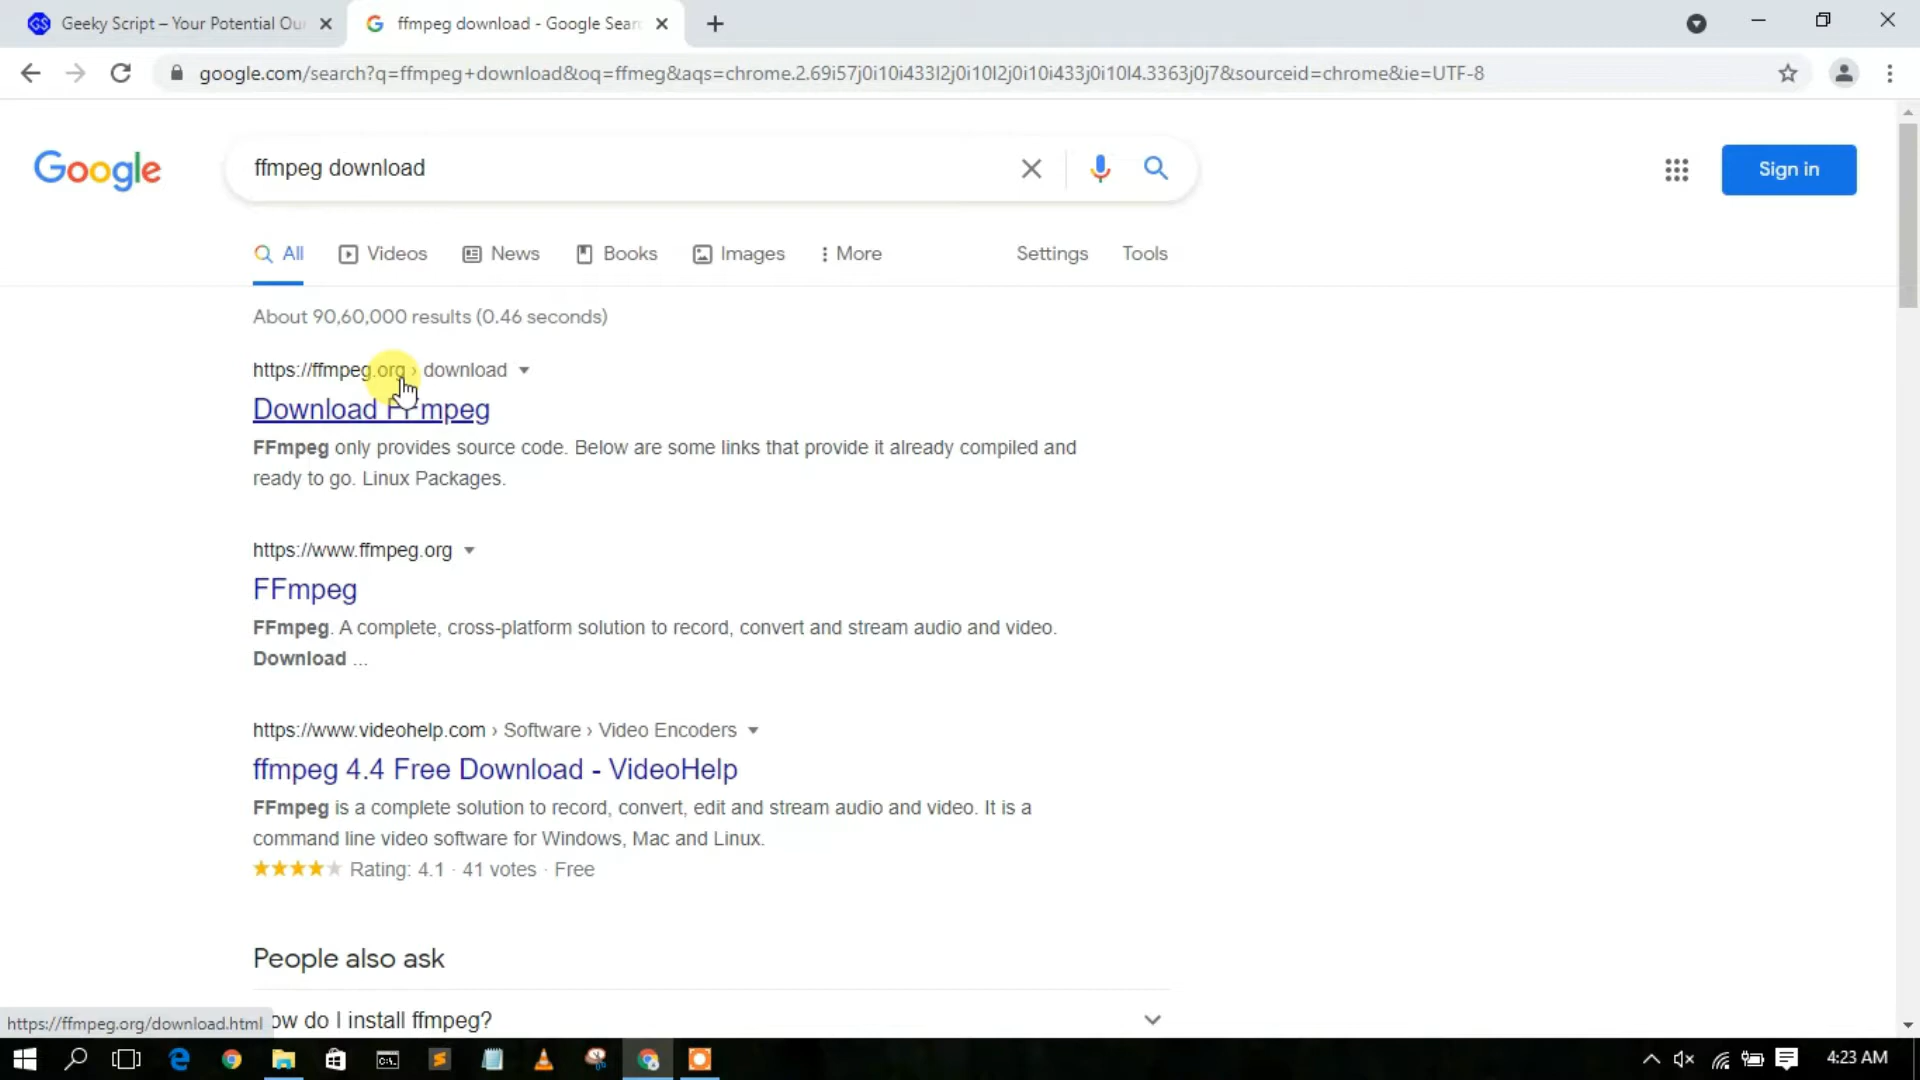 Geeky Script – Your Potential Our
ffmpeg download - Google Sear
google.com/search?q=ffmpeg+download&oq=ffmeg&aqs=chrome.2.69i57j0i10i433l2j0i10l2j0i10i433j0i10l4.3363j0j7&sourceid=chrome&ie=UTF-8
Google
ffmpeg download
Sign in
All
Videos
News
Books
Images
More
Settings
Tools
About 90,60,000 results (0.46 seconds)
https://ffmpeg.org › download
Download FFmpeg
FFmpeg only provides source code. Below are some links that provide it already compiled and
ready to go. Linux Packages.
https://www.ffmpeg.org
FFmpeg
FFmpeg. A complete, cross-platform solution to record, convert and stream audio and video.
Download ...
https://www.videohelp.com › Software › Video Encoders
ffmpeg 4.4 Free Download - VideoHelp
FFmpeg is a complete solution to record, convert, edit and stream audio and video. It is a
command line video software for Windows, Mac and Linux.
Rating: 4.1 · 41 votes · Free
People also ask
ow do I install ffmpeg?
https://ffmpeg.org/download.html
4:23 AM